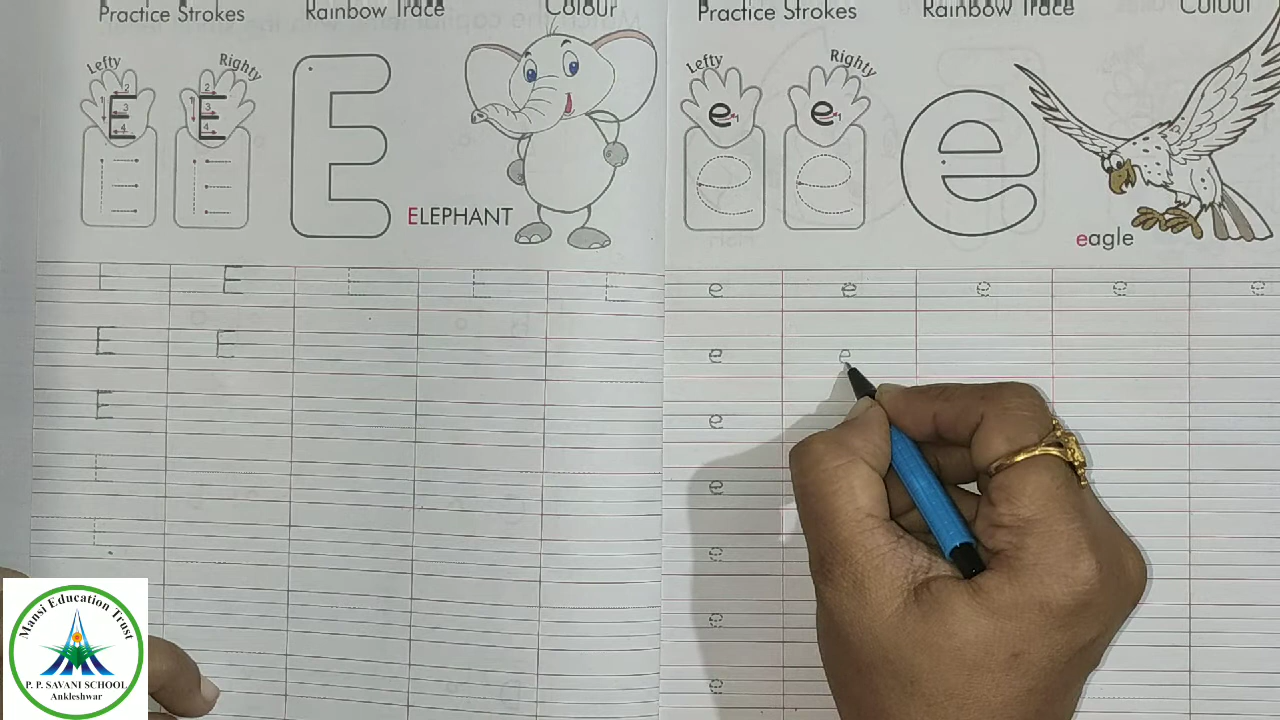 Practice Strokes Rainbow Trace Colour
Lefty Righty
E E E
ELEPHANT
E E E E E
E E
E
E
E
Practice Strokes Rainbow Trace Colour
Lefty Righty
e e e
e e
eagle
e e e e e
e e
e
e
e
e
e
Mansi Education Trust
P. P. SAVANI SCHOOL
Ankleshwar